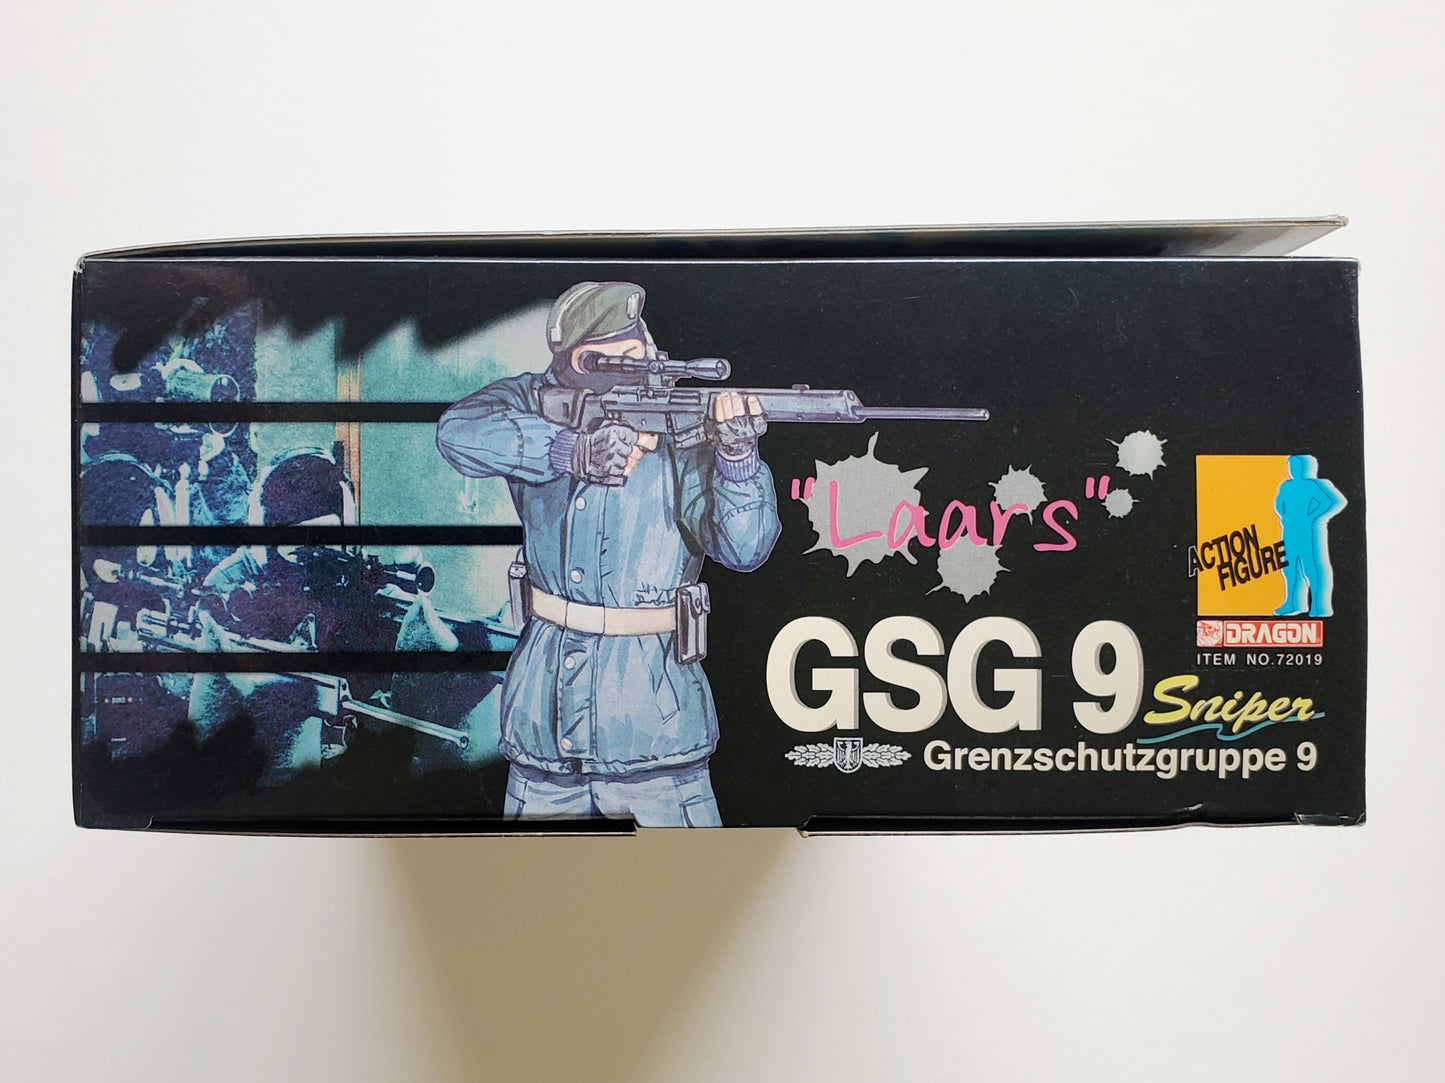 "Laars"
ACTION
FIGURE
DRAGON
ITEM NO.72019
GSG 9
Sniper
Grenzschutzgruppe 9